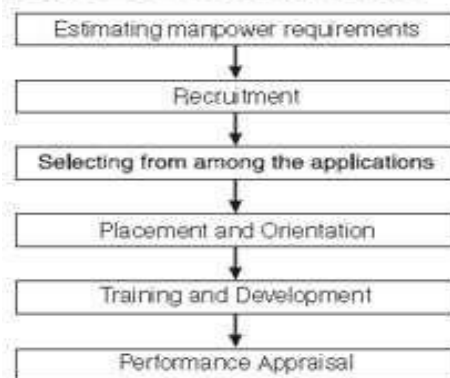 Estimating manpower requirements
Recruitment
Selecting from among the applications
Placement and Orientation
Training and Development
Performance Appraisal